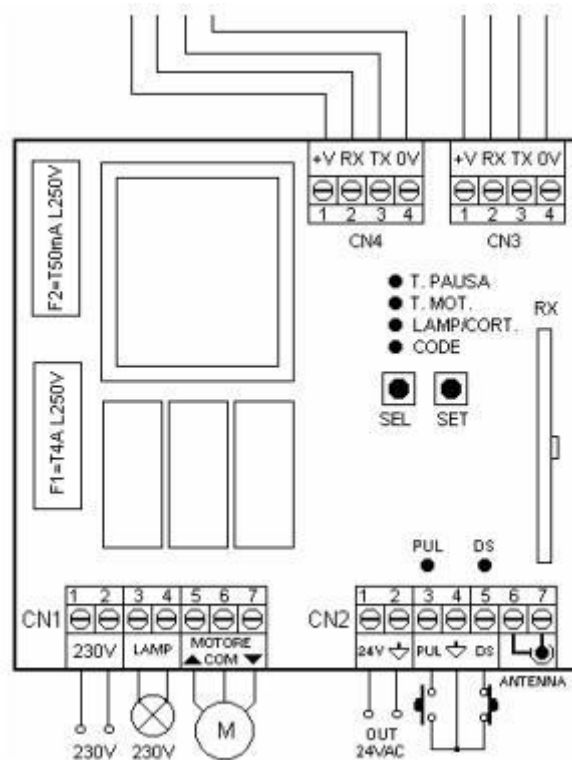 +V RX TX 0V
1 2 3 4
CN4
+V RX TX 0V
1 2 3 4
CN3
F2=T50mA L250V
F1=T4A L250V
T. PAUSA
T. MOT.
LAMP/CORT.
CODE
RX
SEL SET
PUL DS
CN1
1 2 3 4 5 6 7
230V LAMP MOTORE
COM
230V 230V M
CN2
1 2 3 4 5 6 7
24V PUL DS
ANTENNA
OUT
24VAC